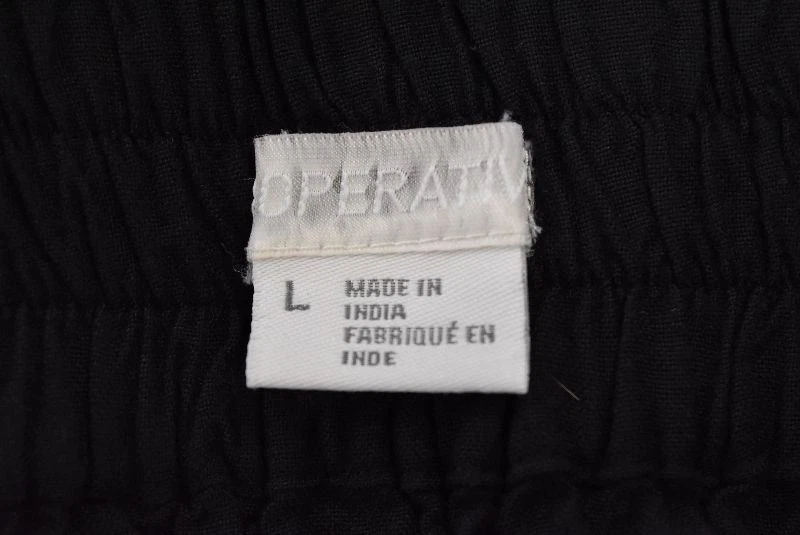 OPERATIV
L
MADE IN
INDIA
FABRIQUÉ EN
INDE